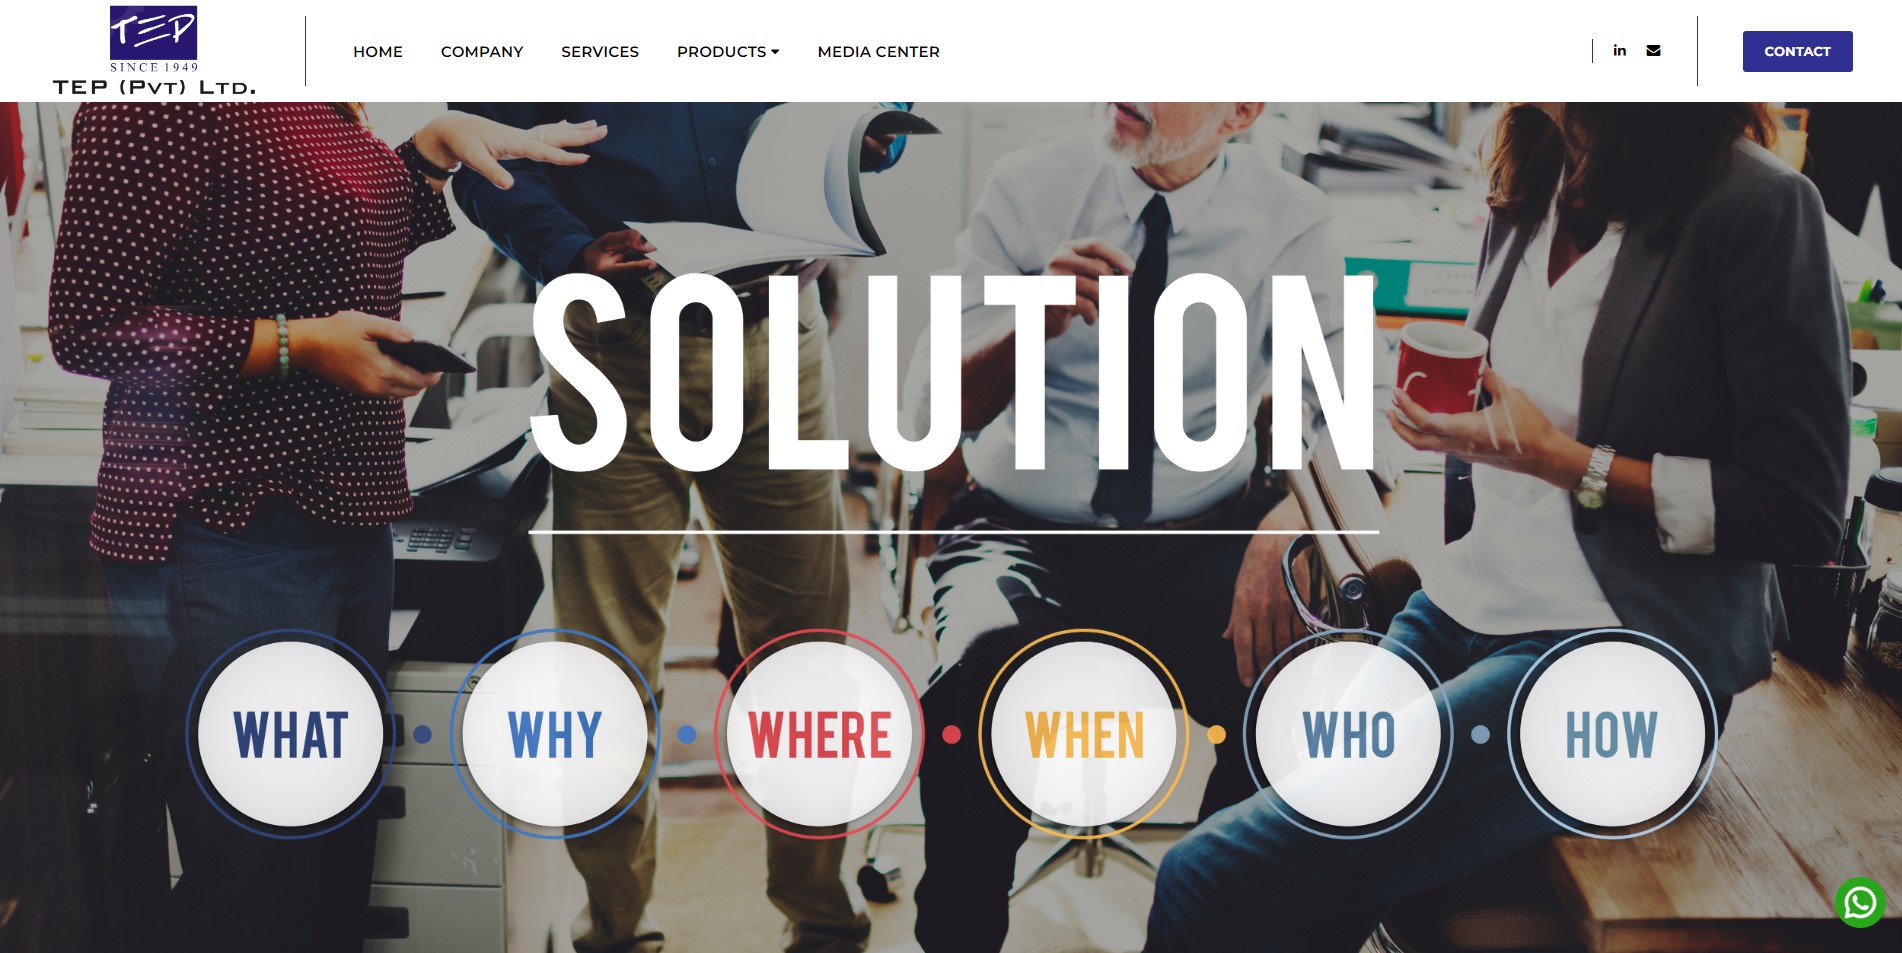 TEP
SINCE 1949
TEP (PVT) LTD.
HOME COMPANY SERVICES PRODUCTS MEDIA CENTER
in
CONTACT
SOLUTION
WHAT WHY WHERE WHEN WHO HOW